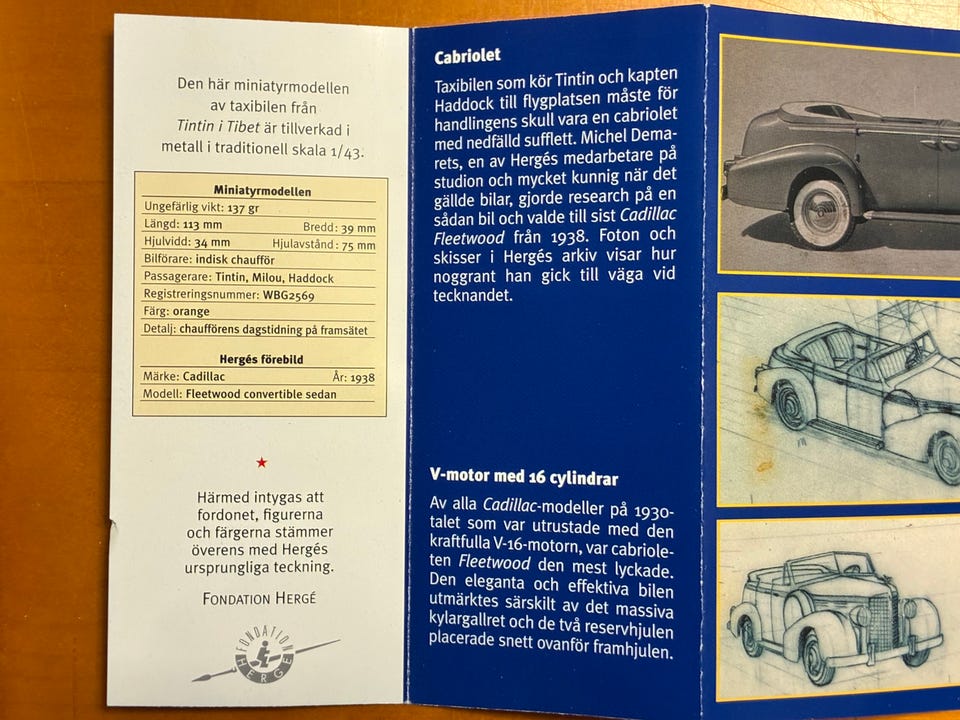 Den här miniatyrmodellen
av taxibilen från
Tintin i Tibet är tillverkad i
metall i traditionell skala 1/43.
Miniatyrmodellen
Ungefärlig vikt: 137 gr
Längd: 113 mm Bredd: 39 mm
Hjulvidd: 34 mm Hjulavstånd: 75 mm
Bilförare: indisk chaufför
Passagerare: Tintin, Milou, Haddock
Registreringsnummer: WBG2569
Färg: orange
Detalj: chaufförens dagstidning på framsätet
Hergés förebild
Märke: Cadillac År: 1938
Modell: Fleetwood convertible sedan
Härmed intygas att
fordonet, figurerna
och färgerna stämmer
överens med Hergés
ursprungliga teckning.
FONDATION HERGÉ
FONDATION
HERGÉ
Cabriolet
Taxibilen som kör Tintin och kapten
Haddock till flygplatsen måste för
handlingens skull vara en cabriolet
med nedfälld sufflett. Michel Dema-
rets, en av Hergés medarbetare på
studion och mycket kunnig när det
gällde bilar, gjorde research på en
sådan bil och valde till sist Cadillac
Fleetwood från 1938. Foton och
skisser i Hergés arkiv visar hur
noggrant han gick till väga vid
tecknandet.
V-motor med 16 cylindrar
Av alla Cadillac-modeller på 1930-
talet som var utrustade med den
kraftfulla V-16-motorn, var cabriole-
ten Fleetwood den mest lyckade.
Den eleganta och effektiva bilen
utmärktes särskilt av det massiva
kylargallret och de två reservhjulen
placerade snett ovanför framhjulen.